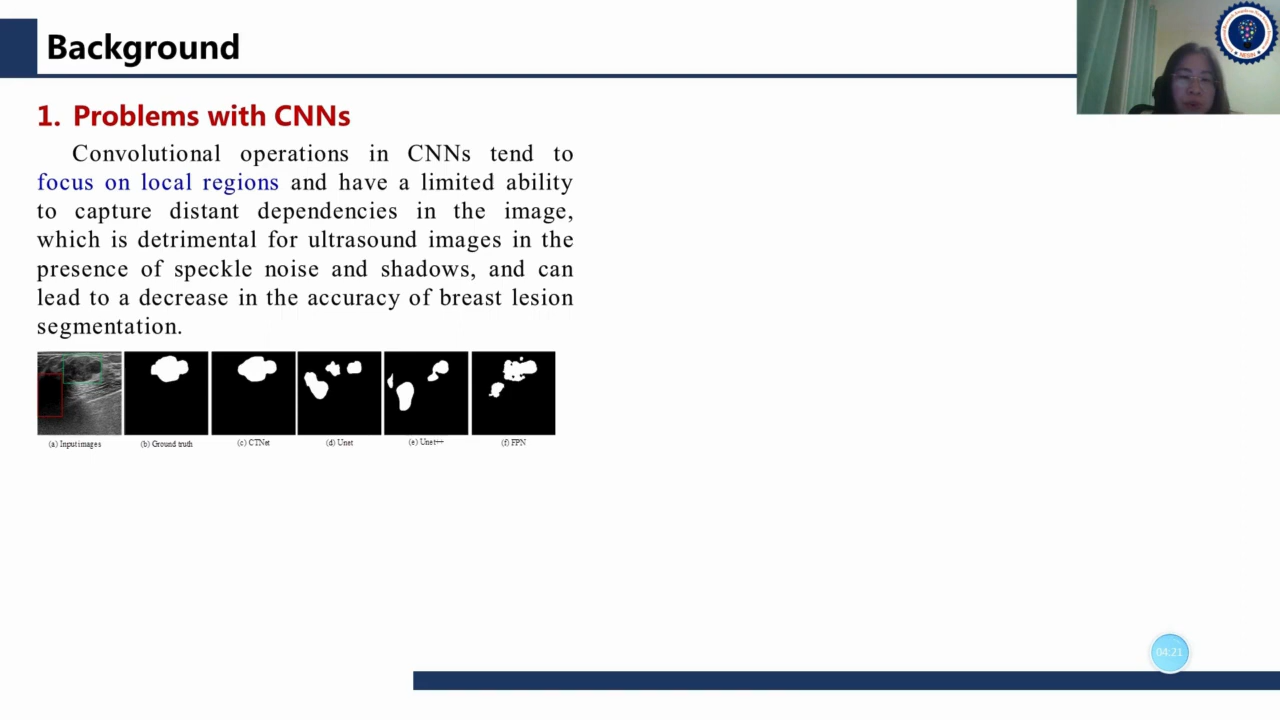 Background
1. Problems with CNNs
Convolutional operations in CNNs tend to
focus on local regions and have a limited ability
to capture distant dependencies in the image,
which is detrimental for ultrasound images in the
presence of speckle noise and shadows, and can
lead to a decrease in the accuracy of breast lesion
segmentation.
(a) Input images
(b) Ground truth
(c) CTNet
(d) Unet
(e) Unet++
(f) FPN
04:21